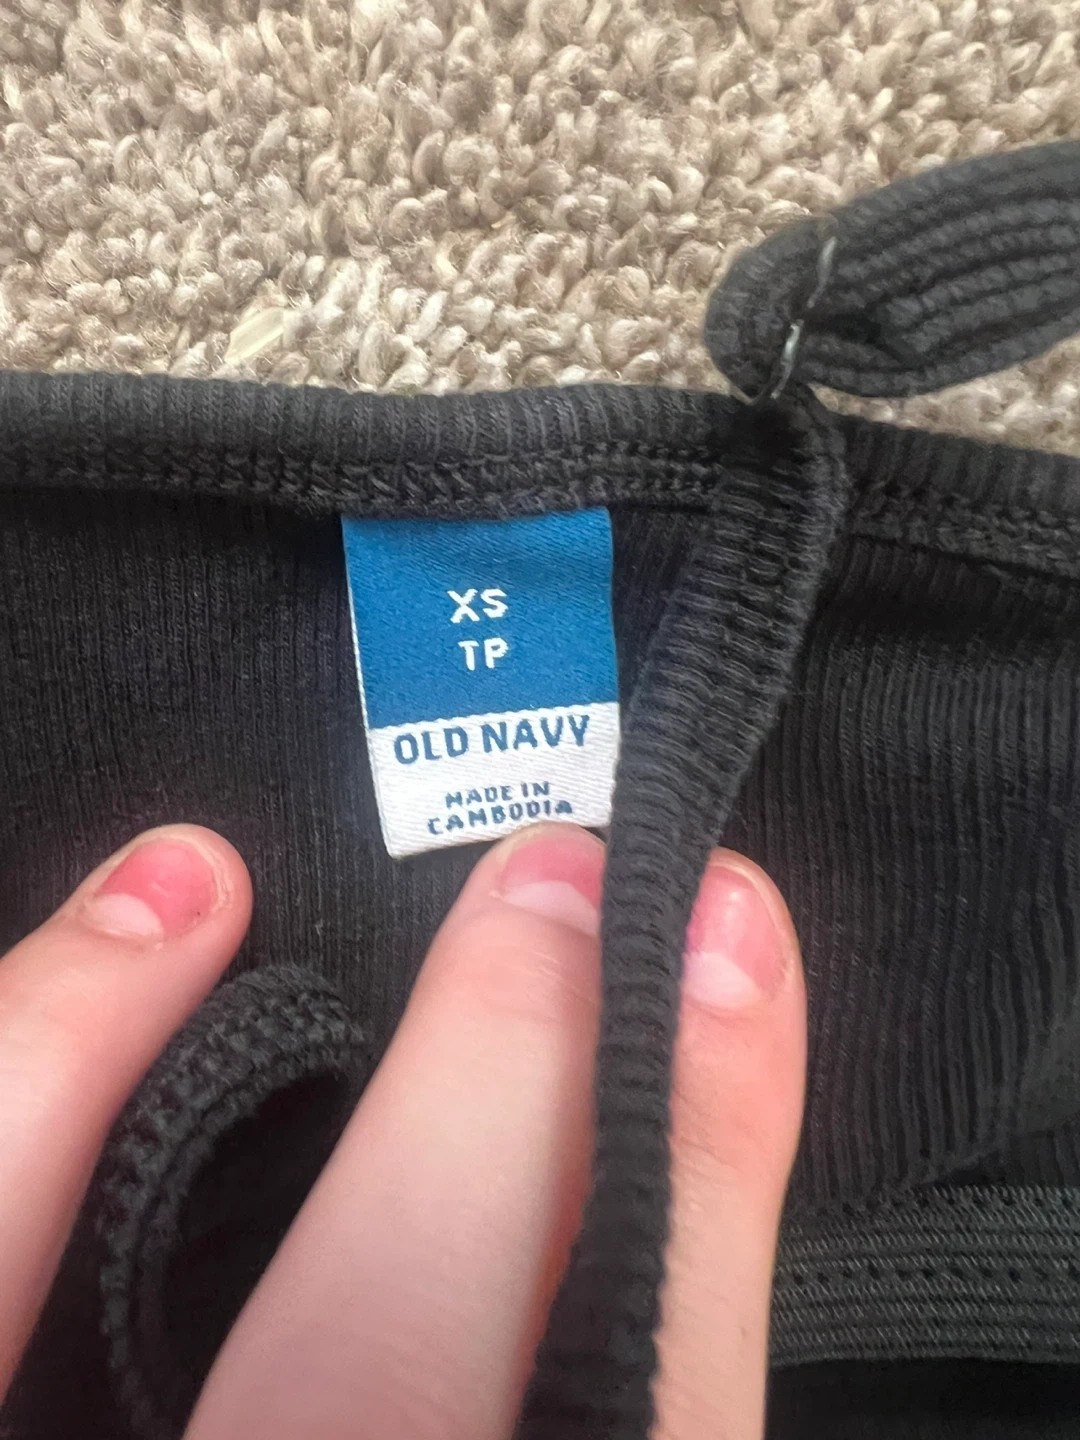 XS
TP
OLD NAVY
MADE IN
CAMBODIA